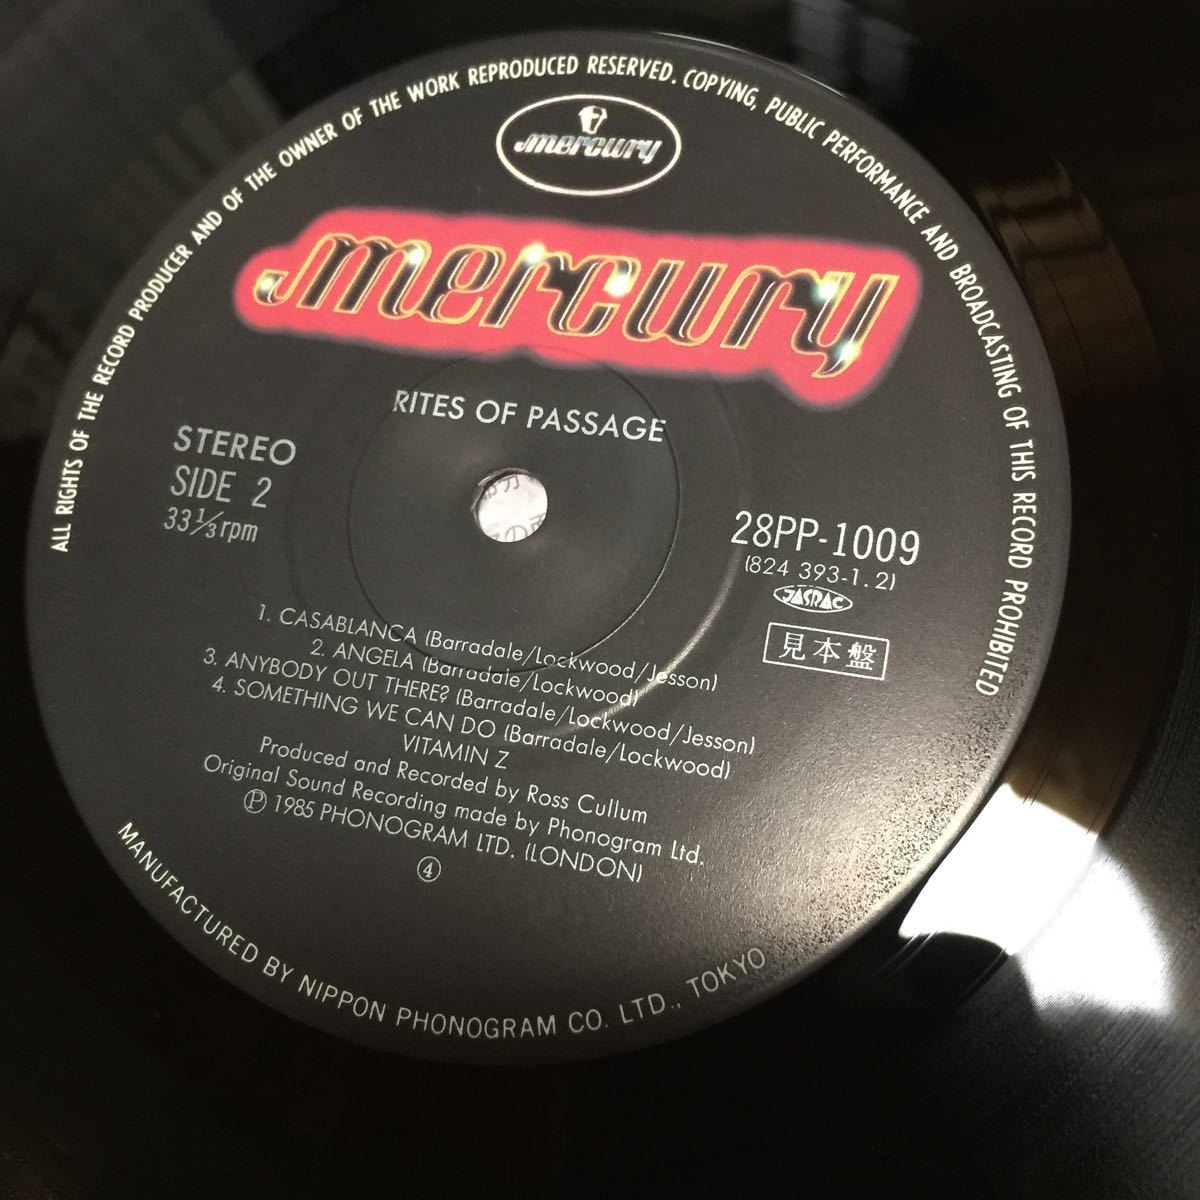 ALL RIGHTS OF THE RECORD PRODUCER AND OF THE OWNER OF THE WORK REPRODUCED RESERVED. COPYING, PUBLIC PERFORMANCE AND BROADCASTING OF THIS RECORD PROHIBITED
mercury
mercury
RITES OF PASSAGE
STEREO
SIDE 2
33 1/3 rpm
28PP-1009
(824 393-1.2)
JASRAC
見本盤
1. CASABLANCA (Barradale/Lockwood/Jesson)
2. ANGELA (Barradale/Lockwood)
3. ANYBODY OUT THERE? (Barradale/Lockwood/Jesson)
4. SOMETHING WE CAN DO (Barradale/Lockwood)
VITAMIN Z
Produced and Recorded by Ross Cullum
Original Sound Recording made by Phonogram Ltd.
Ⓟ 1985 PHONOGRAM LTD. (LONDON)
④
MANUFACTURED BY NIPPON PHONOGRAM CO. LTD., TOKYO